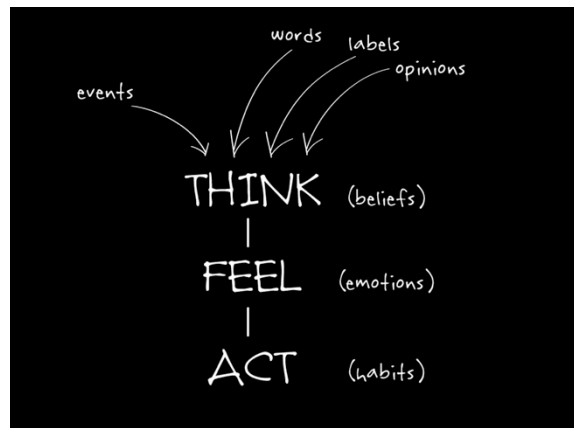 words
labels
opinions
events
THINK (beliefs)
FEEL (emotions)
ACT (habits)